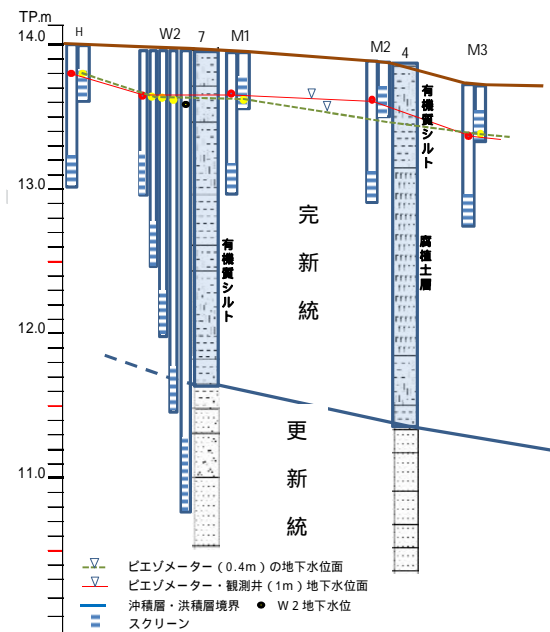 TP.m
H
W2
7
M1
M2
4
M3
14.0
13.0
12.0
11.0
有機質シルト
有機質シルト
腐植土層
完新統
更新統
ピエゾメーター（0.4m）の地下水位面
ピエゾメーター・観測井（1m）地下水位面
沖積層・洪積層境界 ● W2地下水位
スクリーン